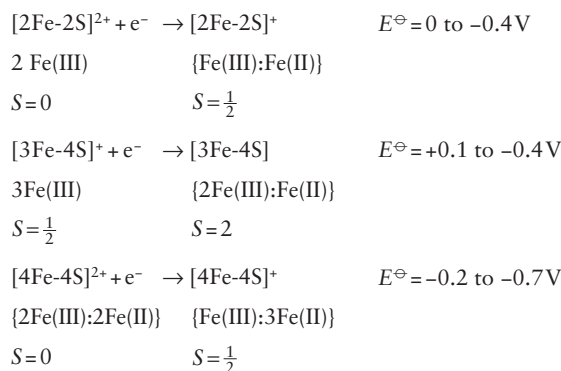 [2Fe-2S]²⁺ + e⁻ → [2Fe-2S]⁺ E⦵ = 0 to −0.4 V
2 Fe(III) {Fe(III):Fe(II)}
S = 0 S = ½
[3Fe-4S]⁺ + e⁻ → [3Fe-4S] E⦵ = +0.1 to −0.4 V
3Fe(III) {2Fe(III):Fe(II)}
S = ½ S = 2
[4Fe-4S]²⁺ + e⁻ → [4Fe-4S]⁺ E⦵ = −0.2 to −0.7 V
{2Fe(III):2Fe(II)} {Fe(III):3Fe(II)}
S = 0 S = ½